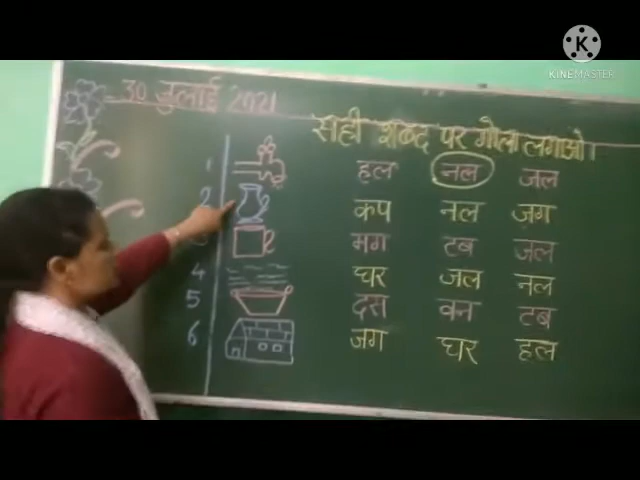 K
KINEMASTER
30 जुलाई 2021
सही शब्द पर गोला लगाओ।
1 हल नल जल
2 कप नल जग
3 मग टब जल
4 घर जल नल
5 दस वन टब
6 जग घर हल